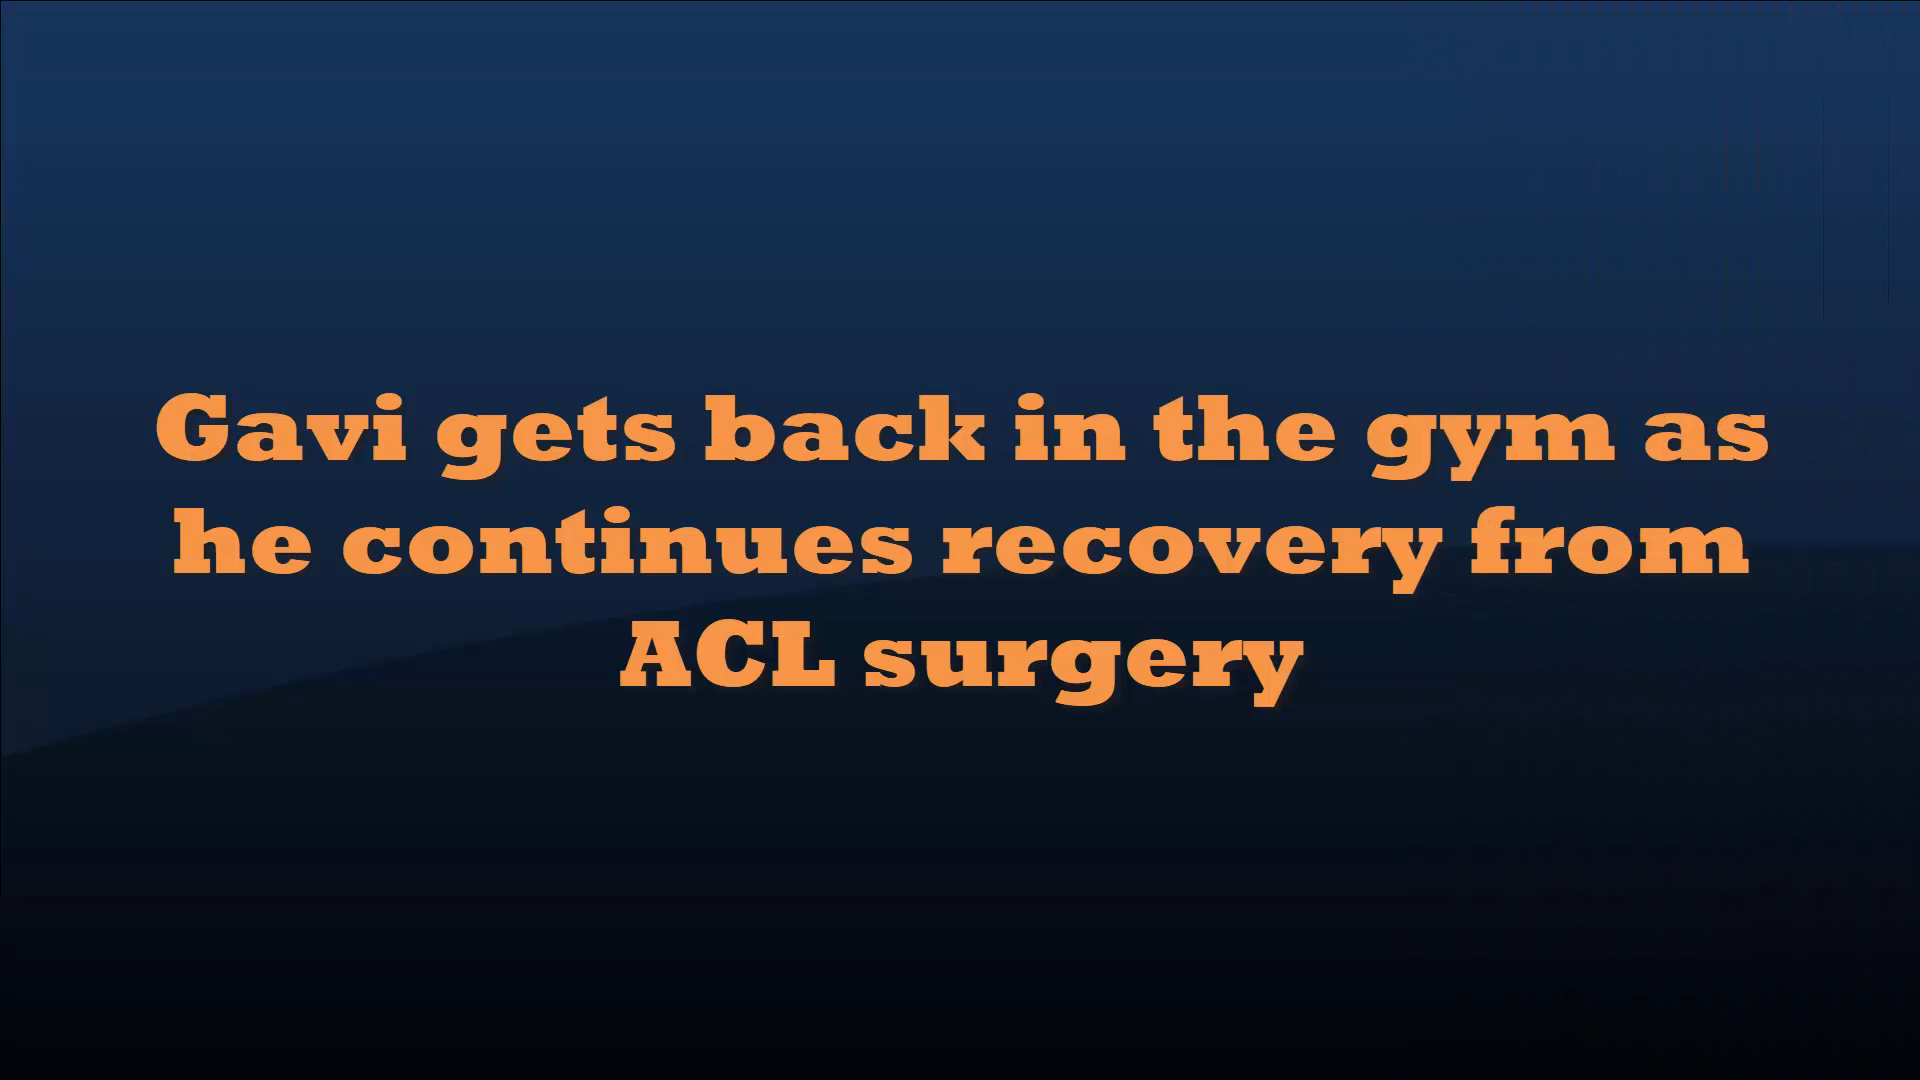 Gavi gets back in the gym as
he continues recovery from
ACL surgery